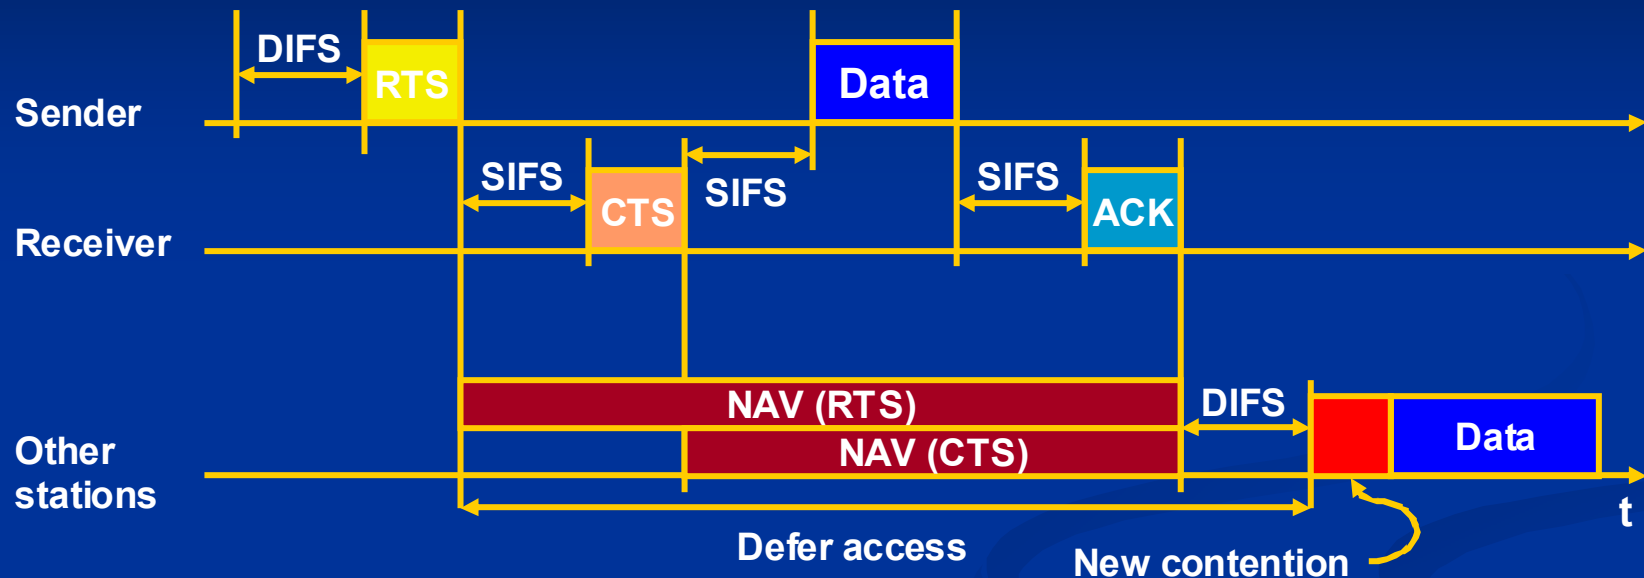 DIFS
RTS
Data
Sender
SIFS
CTS
SIFS
SIFS
ACK
Receiver
NAV (RTS)
DIFS
NAV (CTS)
Data
Other
stations
t
Defer access
New contention